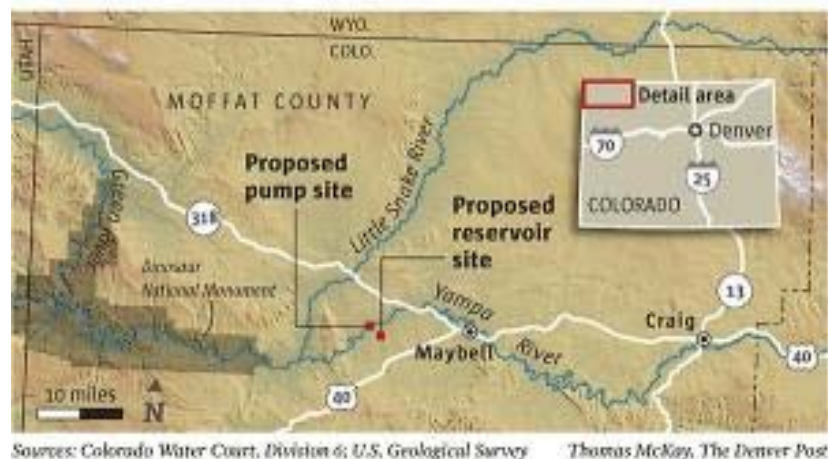 WYO.
COLO.
UTAH
MOFFAT COUNTY
Detail area
Denver
70
25
COLORADO
Proposed
pump site
Little Snake River
Proposed
reservoir
site
318
Green River
Dinosaur
National Monument
Yampa
River
13
Craig
Maybell
40
40
10 miles
N
Sources: Colorado Water Court, Division 6; U.S. Geological Survey
Thomas McKay, The Denver Post